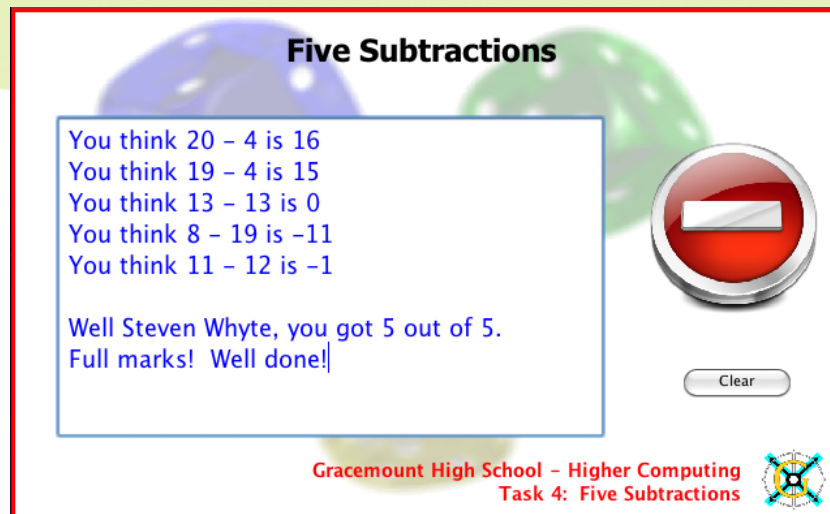 Five Subtractions
You think 20 – 4 is 16
You think 19 – 4 is 15
You think 13 – 13 is 0
You think 8 – 19 is –11
You think 11 – 12 is –1
Well Steven Whyte, you got 5 out of 5.
Full marks!  Well done!
Clear
Gracemount High School – Higher Computing
Task 4:  Five Subtractions
G